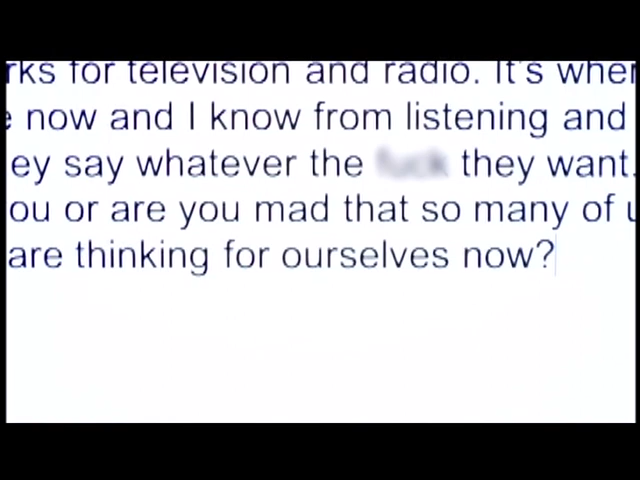 rks for television and radio. It's wher
e now and I know from listening and
ey say whatever the they want.
ou or are you mad that so many of u
are thinking for ourselves now?